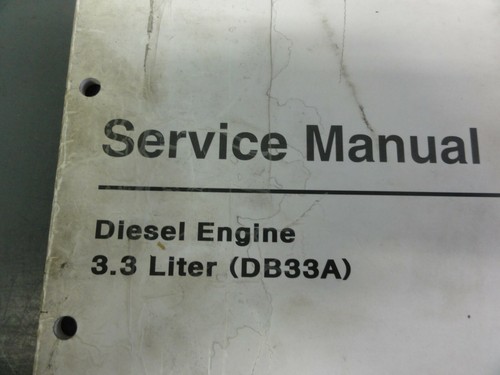 Service Manual
Diesel Engine
3.3 Liter (DB33A)